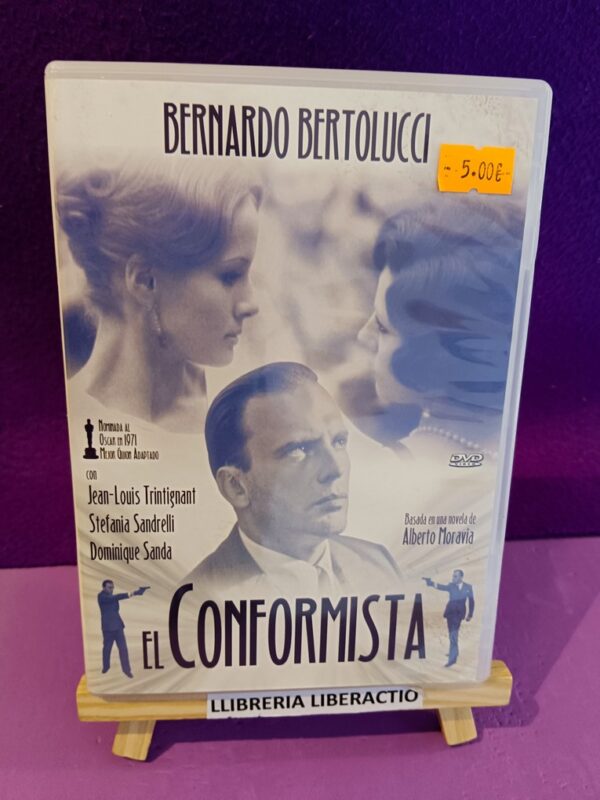 BERNARDO BERTOLUCCI
5.00€
NOMINADA AL
OSCAR EN 1971
MEJOR GUION ADAPTADO
CON
Jean-Louis Trintignant
Stefania Sandrelli
Dominique Sanda
DVD
VIDEO
Basada en una novela de
Alberto Moravia
EL CONFORMISTA
LLIBRERIA LIBERACTIO